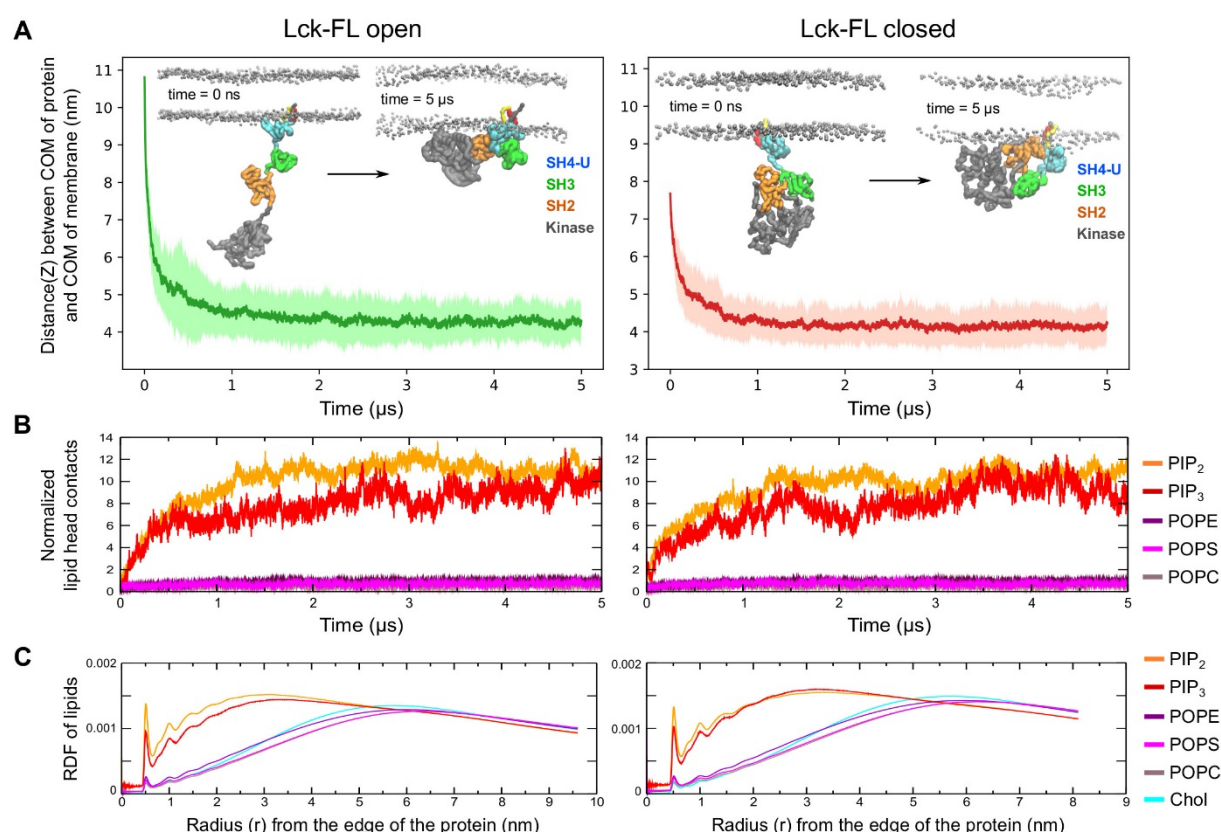 Lck-FL open
Lck-FL closed
A
Distance(Z) between COM of protein
and COM of membrane (nm)
11
10
9
8
7
6
5
4
time = 0 ns
time = 5 µs
SH4-U
SH3
SH2
Kinase
0
1
2
3
4
5
Time (µs)
11
10
9
8
7
6
5
4
3
time = 0 ns
time = 5 µs
SH4-U
SH3
SH2
Kinase
0
1
2
3
4
5
Time (µs)
B
Normalized
lipid head contacts
14
12
10
8
6
4
2
0
0
1
2
3
4
5
Time (µs)
14
12
10
8
6
4
2
0
0
1
2
3
4
5
Time (µs)
PIP2
PIP3
POPE
POPS
POPC
C
RDF of lipids
0.002
0.001
0
0
1
2
3
4
5
6
7
8
9
10
Radius (r) from the edge of the protein (nm)
0.002
0.001
0
0
1
2
3
4
5
6
7
8
9
Radius (r) from the edge of the protein (nm)
PIP2
PIP3
POPE
POPS
POPC
Chol